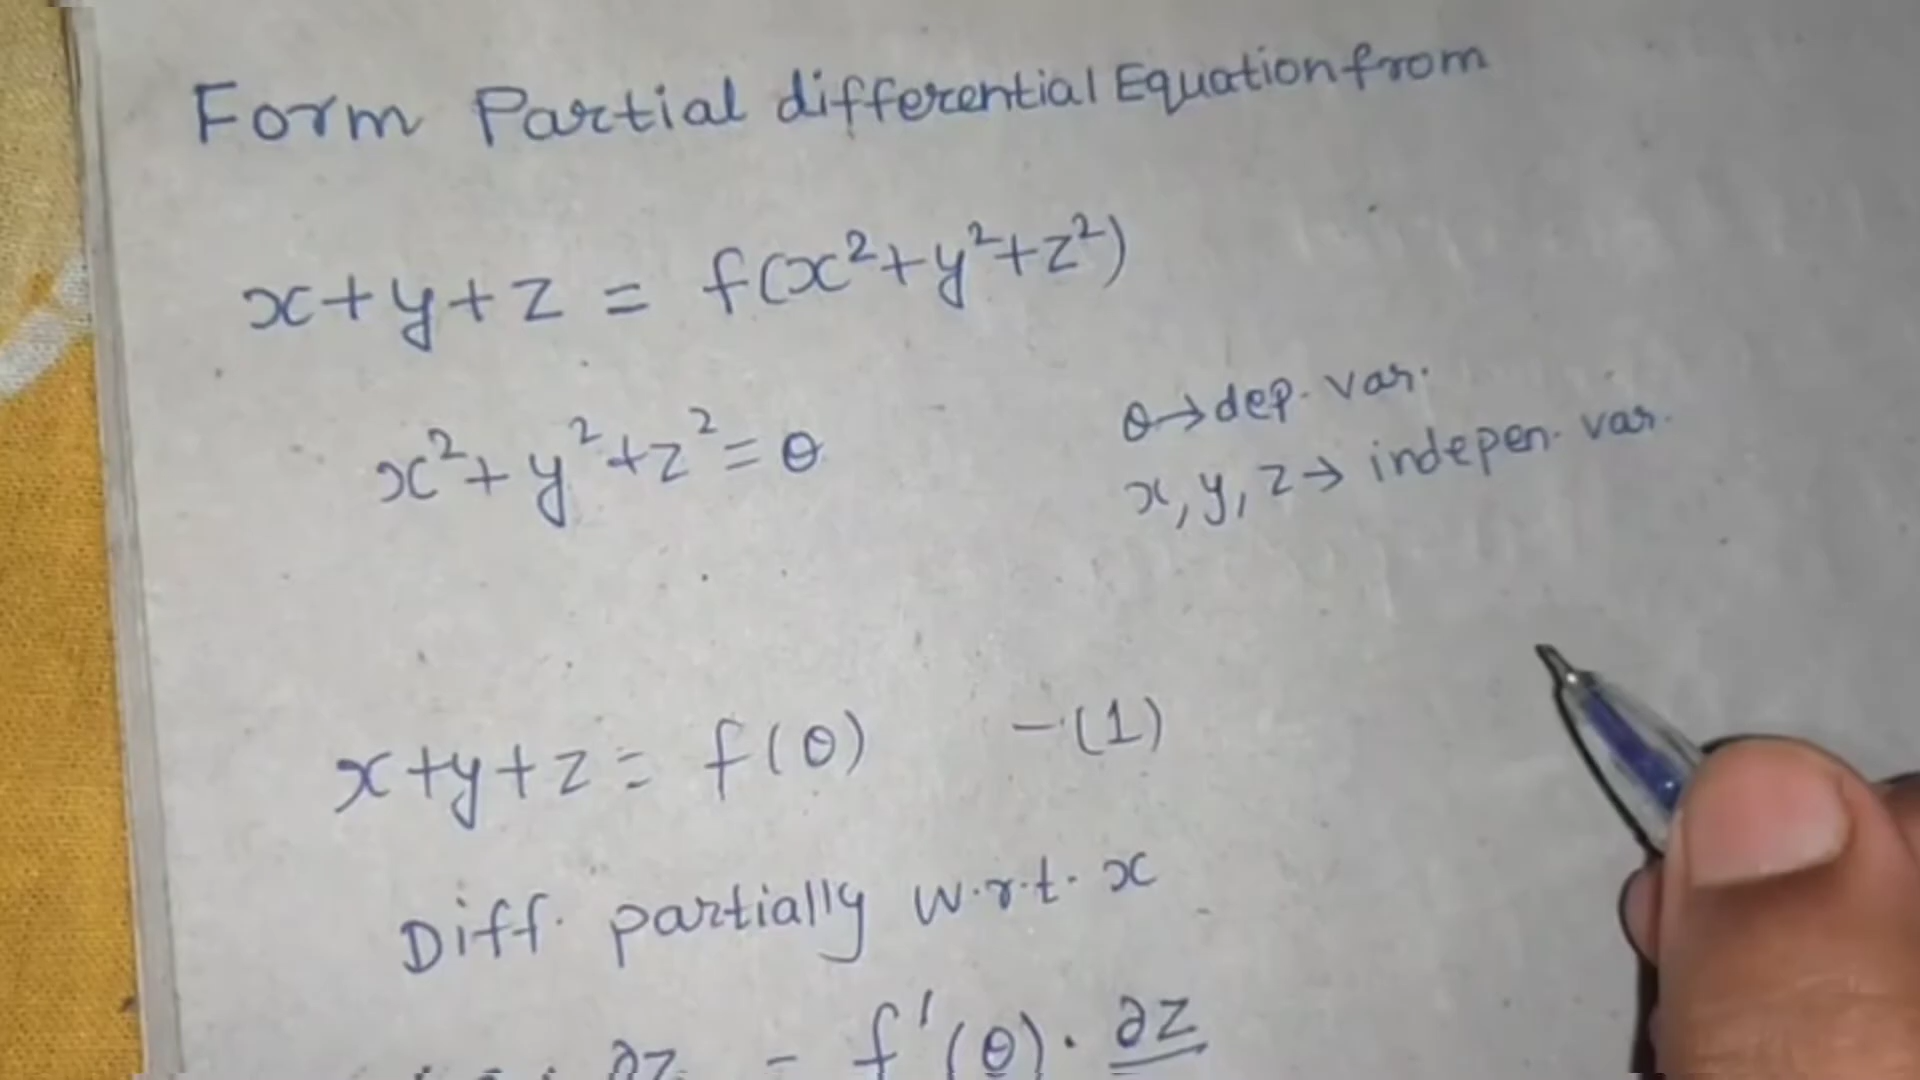 Form Partial differential Equation from
x+y+z = f(x²+y²+z²)
x²+y²+z²=θ
θ→dep. var.
x,y,z→ indepen. var.
x+y+z= f(θ) -(1)
Diff. partially w.r.t. x
∂z = f'(θ). ∂z